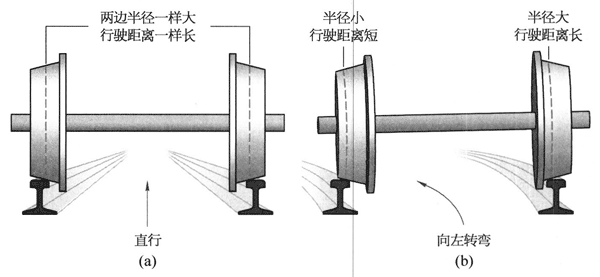 两边半径一样大
行驶距离一样长
半径小
行驶距离短
半径大
行驶距离长
直行
向左转弯
(a)
(b)